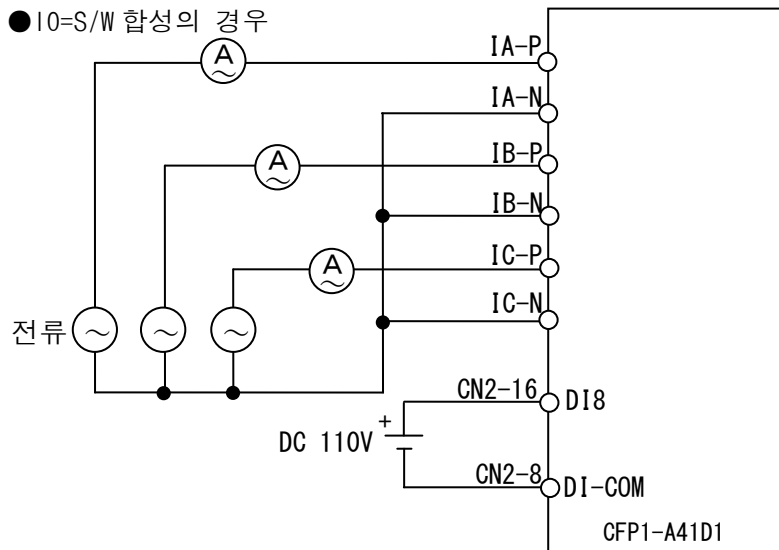 ●I0=S/W 합성의 경우
A
IA-P
IA-N
A
IB-P
IB-N
A
IC-P
IC-N
전류
CN2-16
DI8
+
DC 110V
CN2-8
DI-COM
CFP1-A41D1